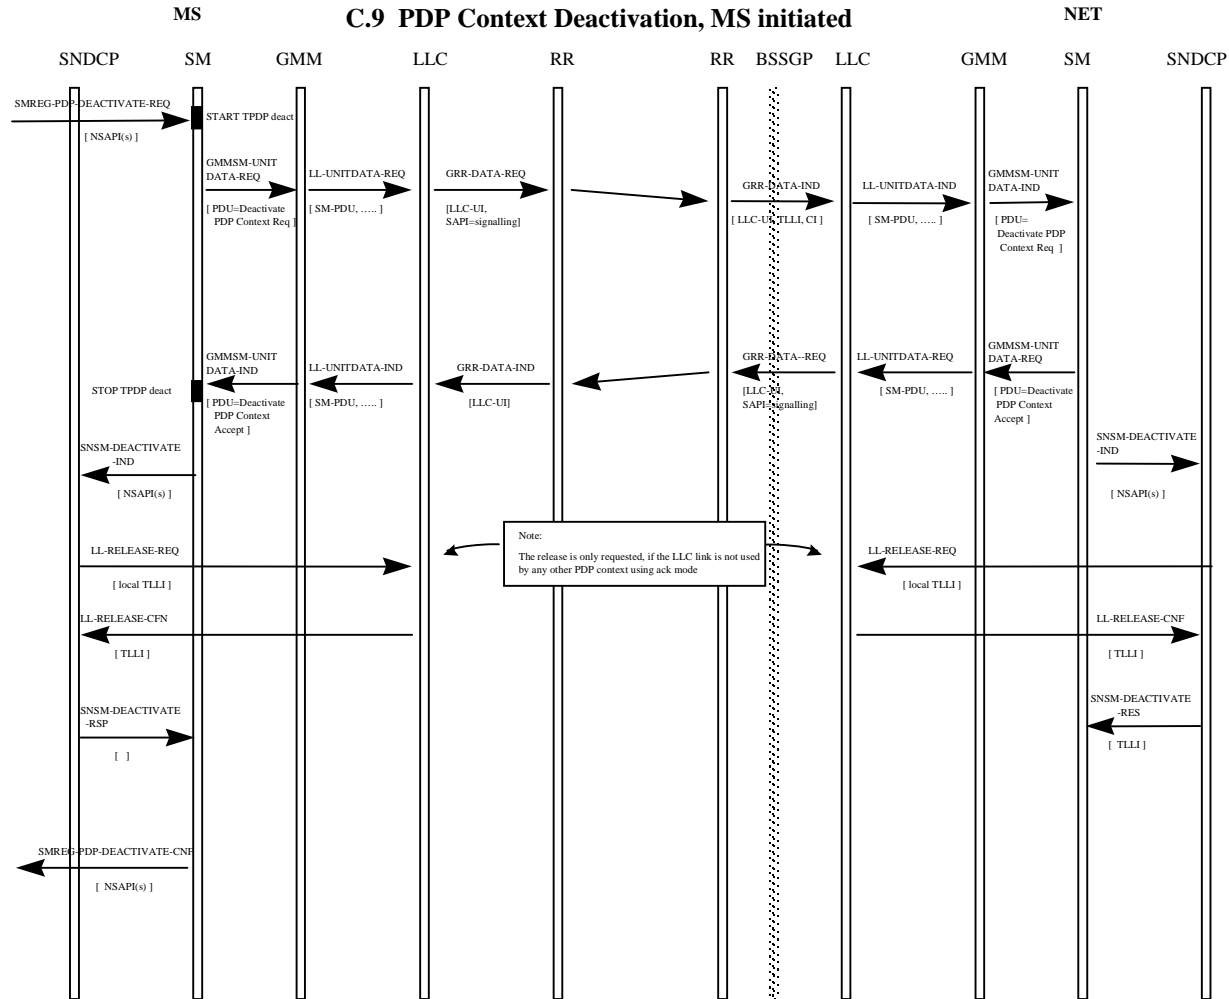 MS
C.9 PDP Context Deactivation, MS initiated
NET
SNDCP SM GMM LLC RR RR BSSGP LLC GMM SM SNDCP
SMREG-PDP-DEACTIVATE-REQ
[ NSAPI(s) ]
START TPDP deact
GMMSM-UNIT
DATA-REQ
[ PDU=Deactivate
PDP Context Req ]
LL-UNITDATA-REQ
[ SM-PDU, ….. ]
GRR-DATA-REQ
[LLC-UI,
SAPI=signalling]
GRR-DATA-IND
[ LLC-UI, TLLI, CI ]
LL-UNITDATA-IND
[ SM-PDU, ….. ]
GMMSM-UNIT
DATA-IND
[ PDU=
Deactivate PDP
Context Req ]
STOP TPDP deact
GMMSM-UNIT
DATA-IND
[ PDU=Deactivate
PDP Context
Accept ]
LL-UNITDATA-IND
[ SM-PDU, ….. ]
GRR-DATA-IND
[LLC-UI]
GRR-DATA--REQ
[LLC-UI,
SAPI=signalling]
LL-UNITDATA-REQ
[ SM-PDU, ….. ]
GMMSM-UNIT
DATA-REQ
[ PDU=Deactivate
PDP Context
Accept ]
SNSM-DEACTIVATE
-IND
[ NSAPI(s) ]
SNSM-DEACTIVATE
-IND
[ NSAPI(s) ]
LL-RELEASE-REQ
[ local TLLI ]
Note:
The release is only requested, if the LLC link is not used
by any other PDP context using ack mode
LL-RELEASE-REQ
[ local TLLI ]
LL-RELEASE-CFN
[ TLLI ]
LL-RELEASE-CNF
[ TLLI ]
SNSM-DEACTIVATE
-RSP
[ ]
SNSM-DEACTIVATE
-RES
[ TLLI ]
SMREG-PDP-DEACTIVATE-CNF
[ NSAPI(s) ]